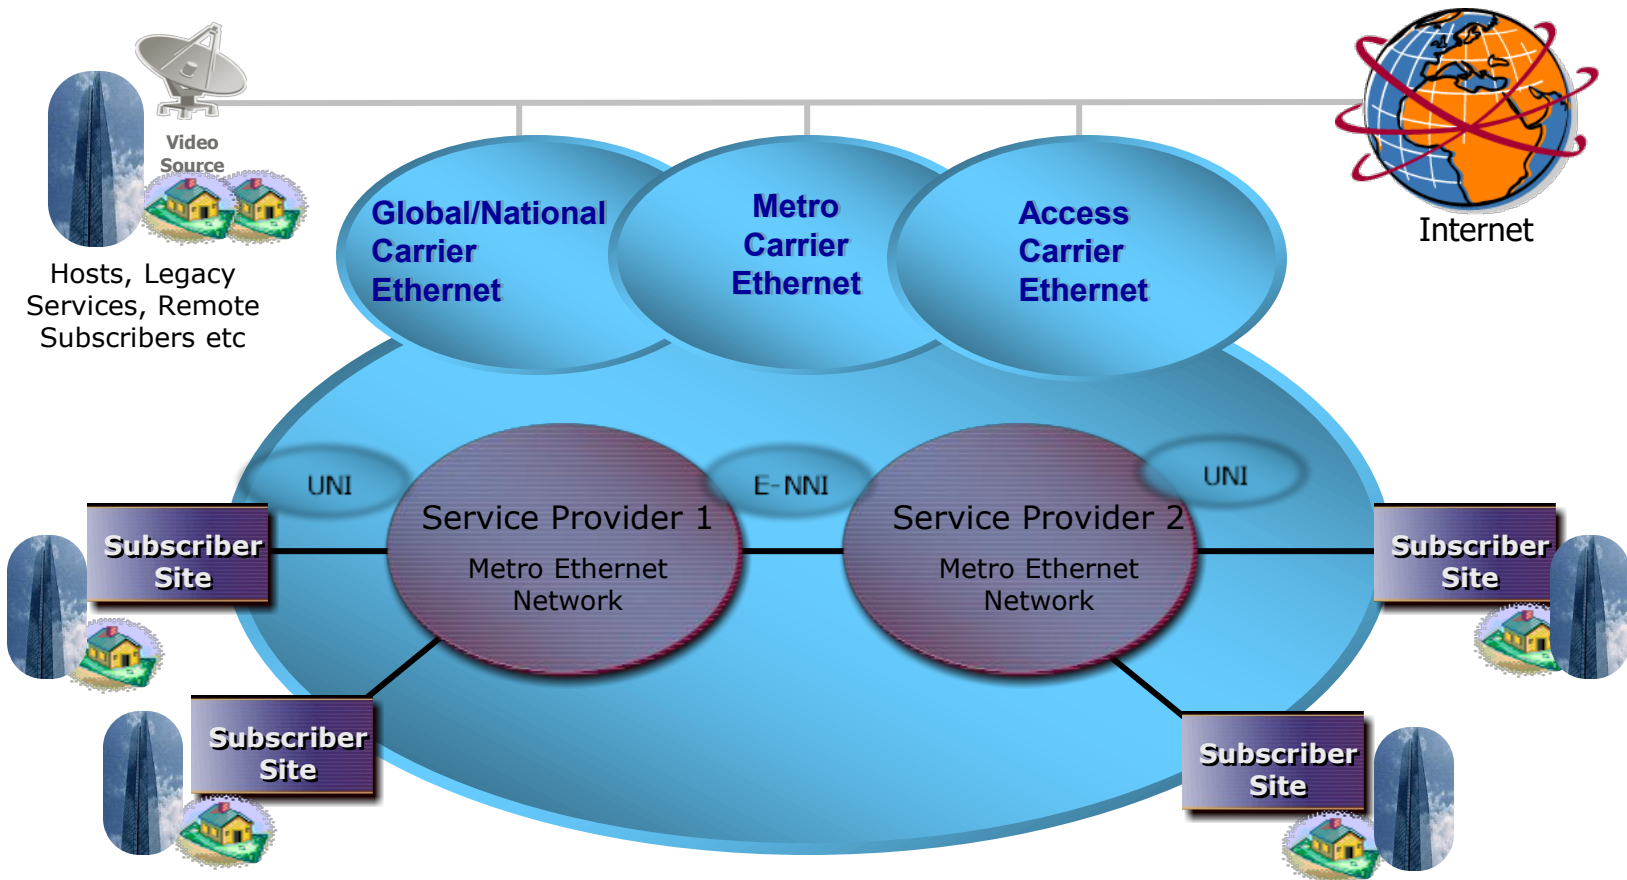 Video
Source
Hosts, Legacy
Services, Remote
Subscribers etc
Global/National
Carrier
Ethernet
Metro
Carrier
Ethernet
Access
Carrier
Ethernet
Internet
UNI
E-NNI
UNI
Service Provider 1
Metro Ethernet
Network
Service Provider 2
Metro Ethernet
Network
Subscriber
Site
Subscriber
Site
Subscriber
Site
Subscriber
Site